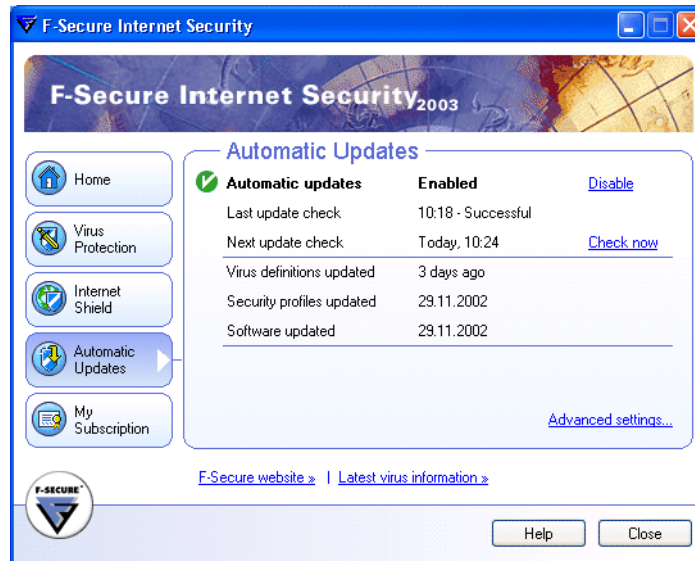 F-Secure Internet Security
F-Secure Internet Security 2003
Home
Virus
Protection
Internet
Shield
Automatic
Updates
My
Subscription
Automatic Updates
Automatic updates Enabled Disable
Last update check 10:18 - Successful
Next update check Today, 10:24 Check now
Virus definitions updated 3 days ago
Security profiles updated 29.11.2002
Software updated 29.11.2002
Advanced settings...
F-Secure website » | Latest virus information »
F-SECURE
Help Close